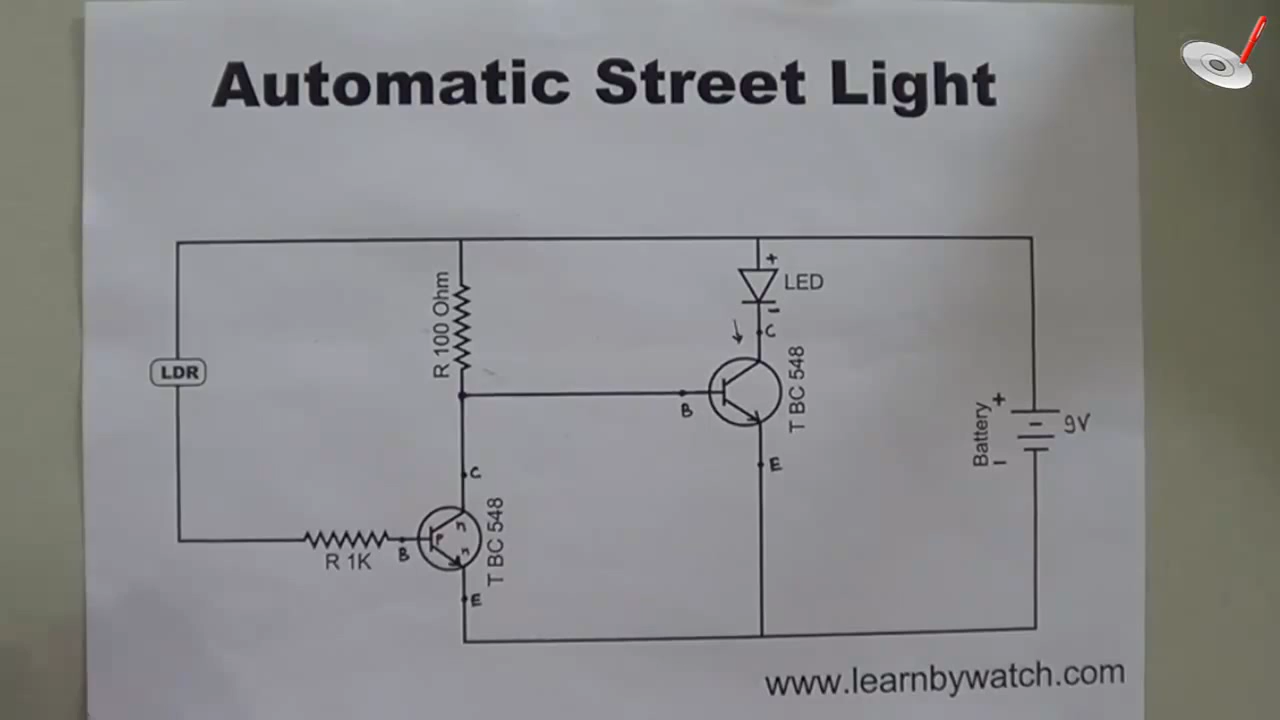 Automatic Street Light
R 100 Ohm
+
LED
-
C
LDR
T BC 548
B
E
Battery
+
-
9V
C
n
P
n
B
R 1K
T BC 548
E
www.learnbywatch.com